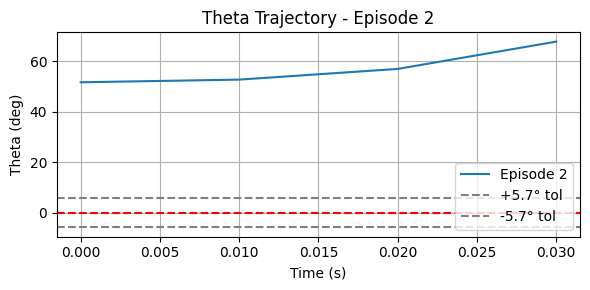 Theta Trajectory - Episode 2
Theta (deg)
60
40
20
0
Episode 2
+5.7° tol
-5.7° tol
0.000 0.005 0.010 0.015 0.020 0.025 0.030
Time (s)